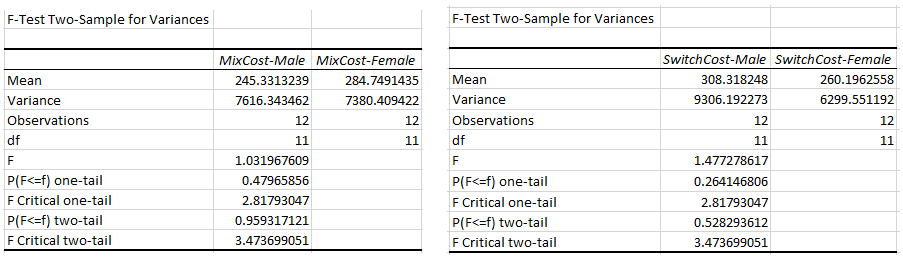 F-Test Two-Sample for Variances
MixCost-Male MixCost-Female
Mean 245.3313239 284.7491435
Variance 7616.343462 7380.409422
Observations 12 12
df 11 11
F 1.031967609
P(F<=f) one-tail 0.47965856
F Critical one-tail 2.81793047
P(F<=f) two-tail 0.959317121
F Critical two-tail 3.473699051
F-Test Two-Sample for Variances
SwitchCost-Male SwitchCost-Female
Mean 308.318248 260.1962558
Variance 9306.192273 6299.551192
Observations 12 12
df 11 11
F 1.477278617
P(F<=f) one-tail 0.264146806
F Critical one-tail 2.81793047
P(F<=f) two-tail 0.528293612
F Critical two-tail 3.473699051